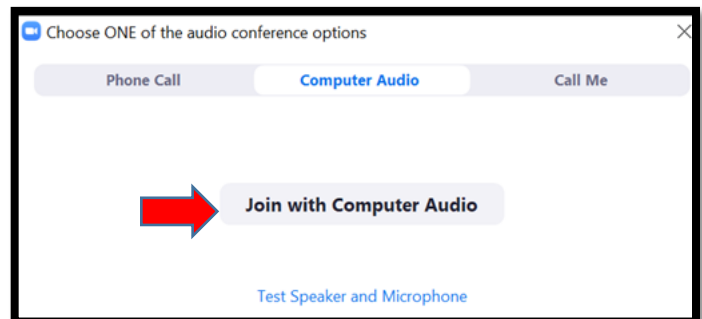 Choose ONE of the audio conference options
Phone Call Computer Audio Call Me
Join with Computer Audio
Test Speaker and Microphone